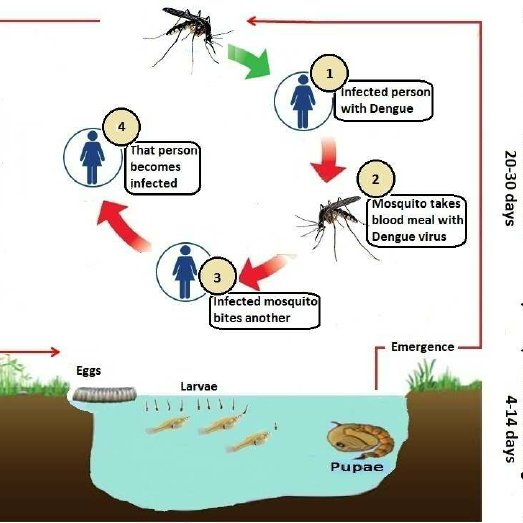 1
Infected person
with Dengue
4
That person
becomes
infected
2
Mosquito takes
blood meal with
Dengue virus
20-30 days
3
Infected mosquito
bites another
Emergence
Eggs
Larvae
4-14 days
Pupae